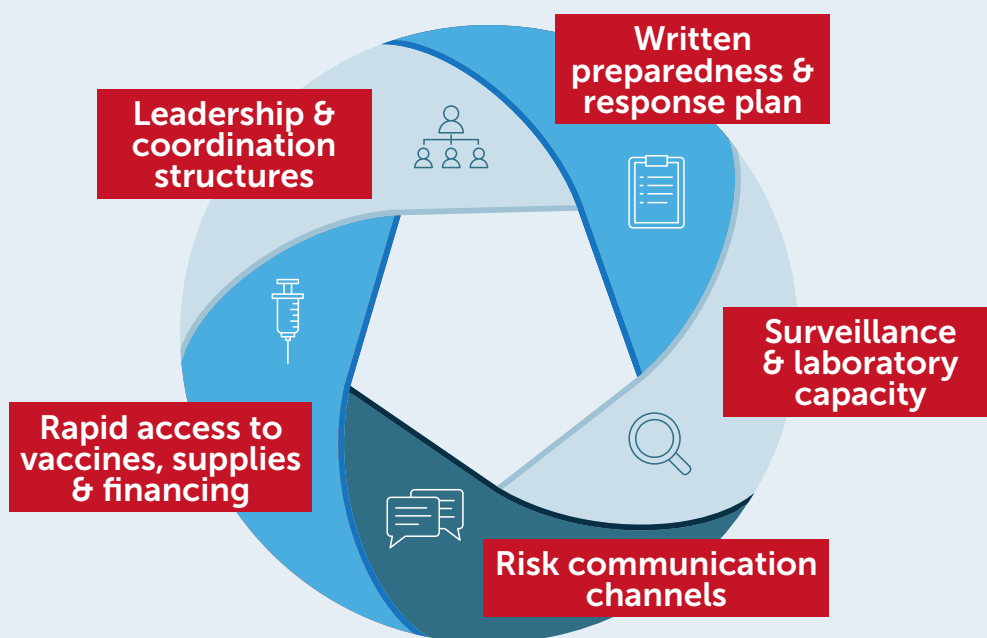 Written
preparedness &
response plan
Leadership &
coordination
structures
Surveillance
& laboratory
capacity
Rapid access to
vaccines, supplies
& financing
Risk communication
channels